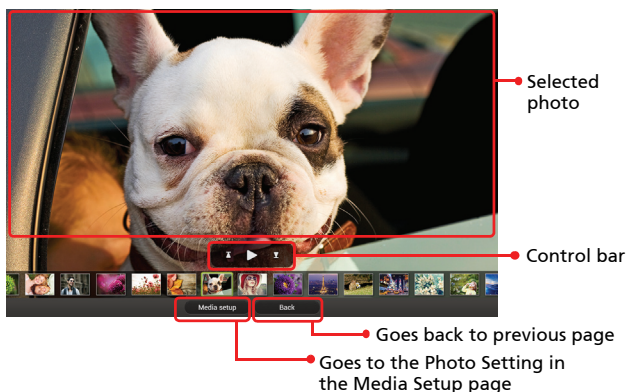 Selected
photo
Control bar
Media setup
Back
Goes back to previous page
Goes to the Photo Setting in
the Media Setup page